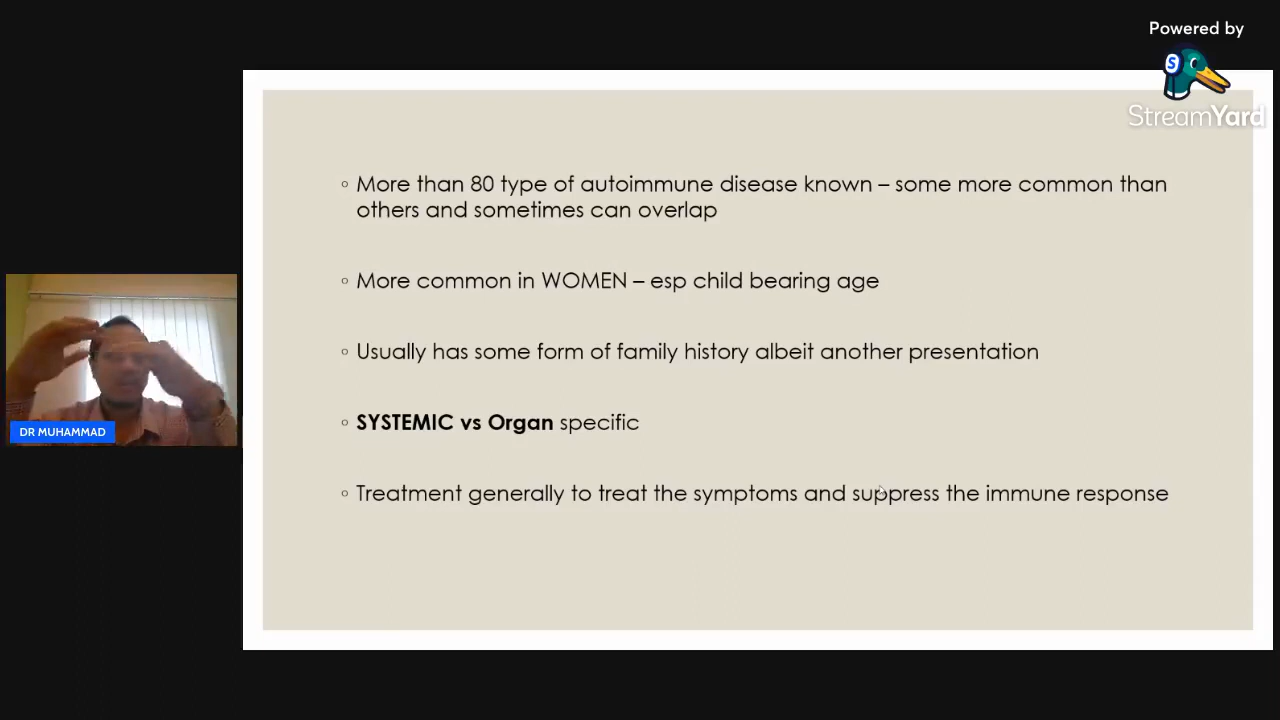 Powered by
S
StreamYard
◦ More than 80 type of autoimmune disease known – some more common than
others and sometimes can overlap
◦ More common in WOMEN – esp child bearing age
◦ Usually has some form of family history albeit another presentation
◦ SYSTEMIC vs Organ specific
◦ Treatment generally to treat the symptoms and suppress the immune response
DR MUHAMMAD